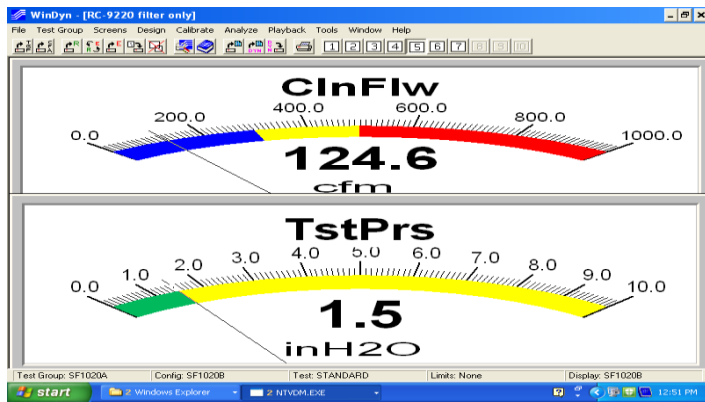 WinDyn - [RC-9220 filter only]
File Test Group Screens Design Calibrate Analyze Playback Tools Window Help
1 2 3 4 5 6 7 8 9 10
ClnFlw
0.0 200.0 400.0 600.0 800.0 1000.0
124.6
cfm
TstPrs
0.0 1.0 2.0 3.0 4.0 5.0 6.0 7.0 8.0 9.0 10.0
1.5
inH2O
Test Group: SF1020A Config: SF1020B Test: STANDARD Limits: None Display: SF1020B
start 2 Windows Explorer 2 NTVDM.EXE 12:51 PM